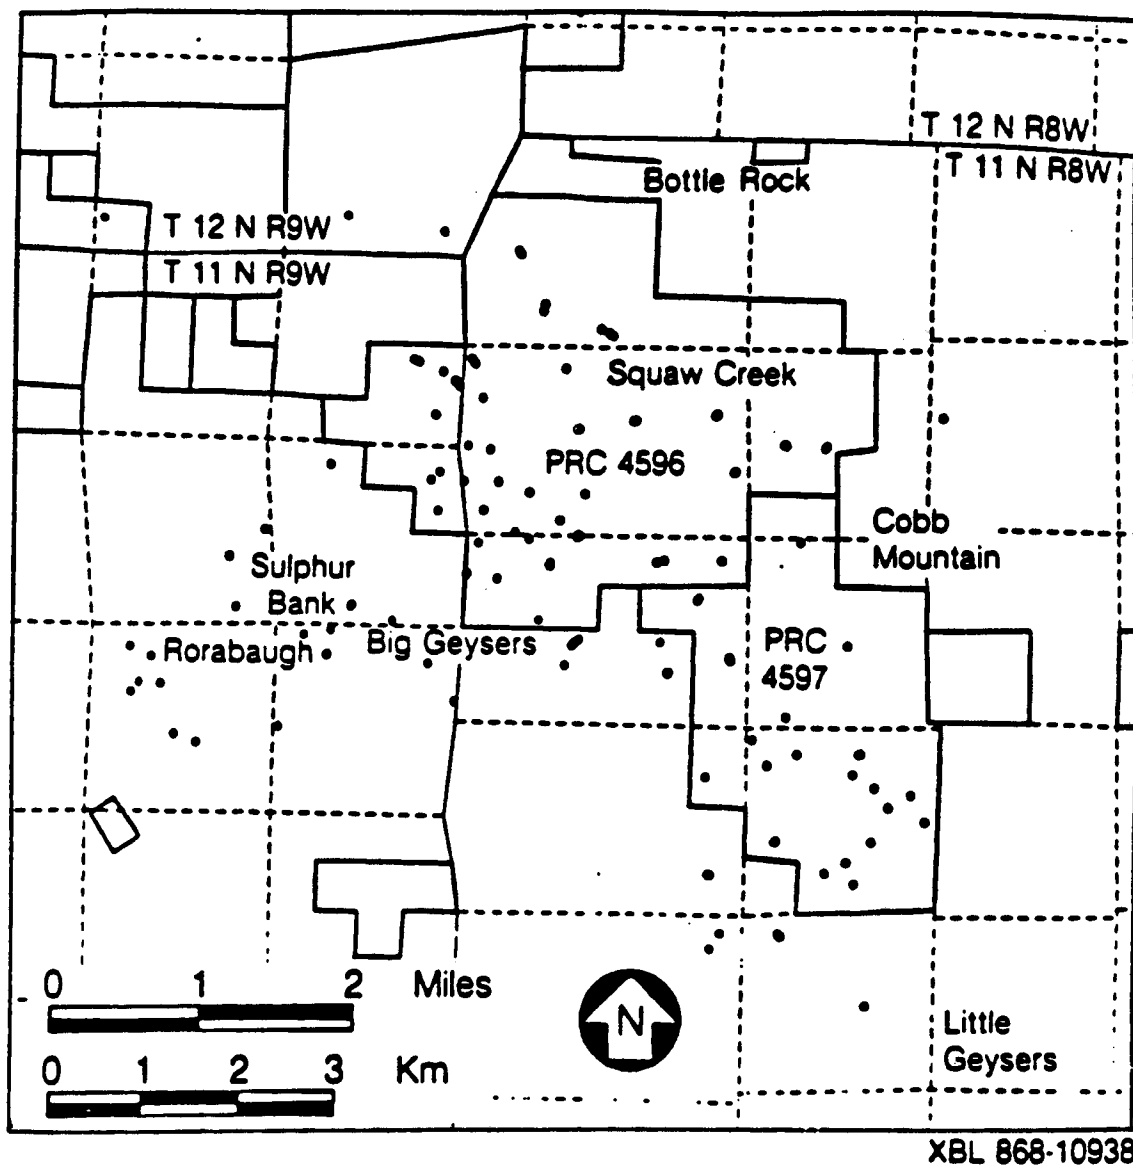 T 12 N R8W
T 11 N R8W
Bottle Rock
T 12 N R9W
T 11 N R9W
Squaw Creek
PRC 4596
Cobb
Mountain
Sulphur
Bank
Rorabaugh
Big Geysers
PRC
4597
0 1 2 Miles
N
Little
Geysers
0 1 2 3 Km
XBL 868-10938